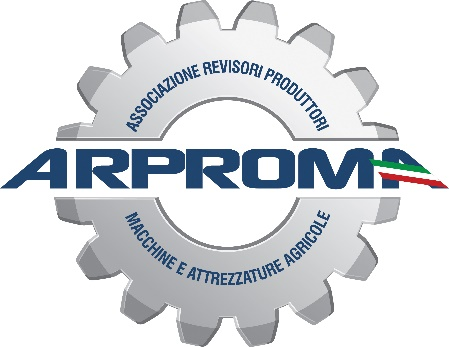 ASSOCIAZIONE REVISORI PRODUTTORI
ARPROMA
MACCHINE E ATTREZZATURE AGRICOLE